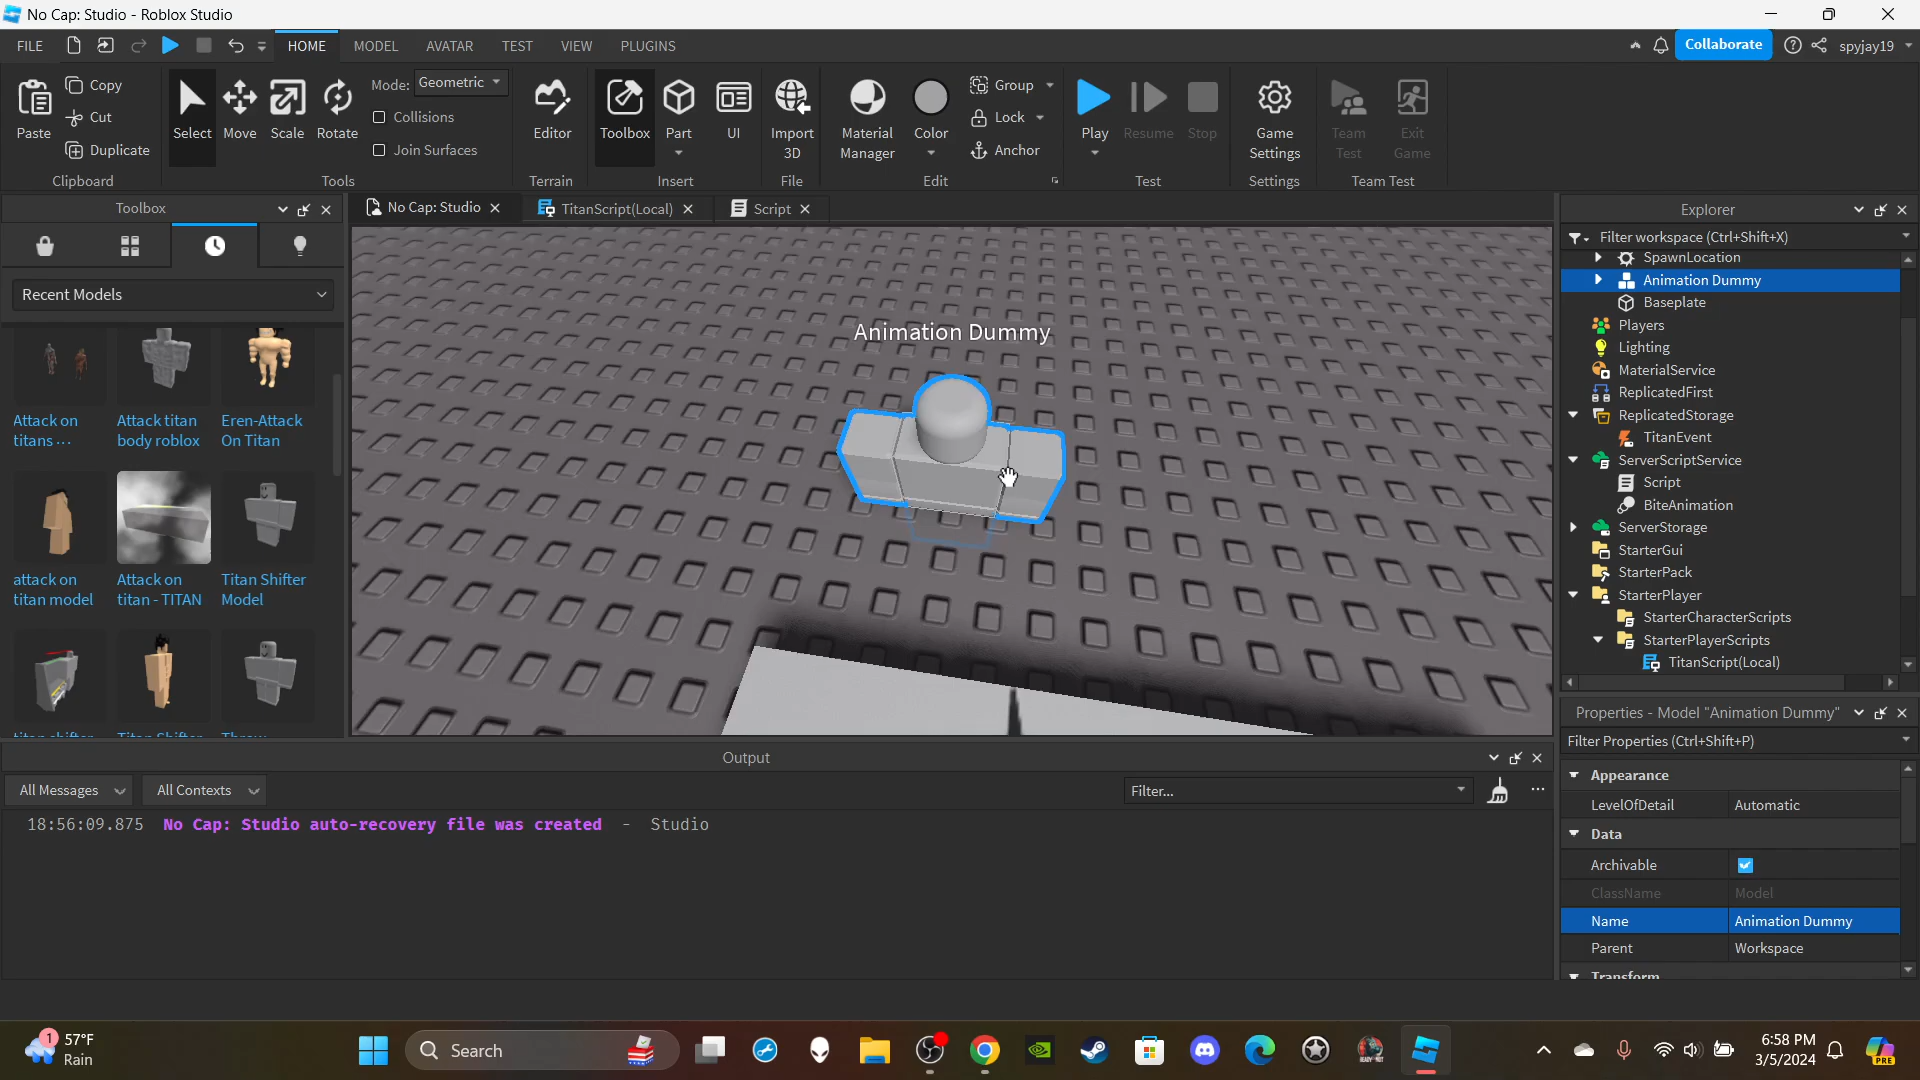 No Cap: Studio - Roblox Studio
FILE
HOME
MODEL
AVATAR
TEST
VIEW
PLUGINS
Collaborate
spyjay19
Paste
Copy
Cut
Duplicate
Clipboard
Select
Move
Scale
Rotate
Mode: Geometric
Collisions
Join Surfaces
Tools
Editor
Terrain
Toolbox
Part
UI
Insert
Import
3D
File
Material
Manager
Color
Group
Lock
Anchor
Edit
Play
Resume
Stop
Test
Game
Settings
Settings
Team
Test
Exit
Game
Team Test
Toolbox
Recent Models
Attack on
titans ...
Attack titan
body roblox
Eren-Attack
On Titan
attack on
titan model
Attack on
titan - TITAN
Titan Shifter
Model
titan shifter
Titan Shifter
Throw
No Cap: Studio
TitanScript(Local)
Script
Animation Dummy
Explorer
Filter workspace (Ctrl+Shift+X)
SpawnLocation
Animation Dummy
Baseplate
Players
Lighting
MaterialService
ReplicatedFirst
ReplicatedStorage
TitanEvent
ServerScriptService
Script
BiteAnimation
ServerStorage
StarterGui
StarterPack
StarterPlayer
StarterCharacterScripts
StarterPlayerScripts
TitanScript(Local)
Properties - Model "Animation Dummy"
Filter Properties (Ctrl+Shift+P)
Appearance
LevelOfDetail Automatic
Data
Archivable
ClassName Model
Name Animation Dummy
Parent Workspace
Transform
Output
All Messages
All Contexts
Filter...
18:56:09.875 No Cap: Studio auto-recovery file was created - Studio
1
57°F
Rain
Search
6:58 PM
3/5/2024
PRE